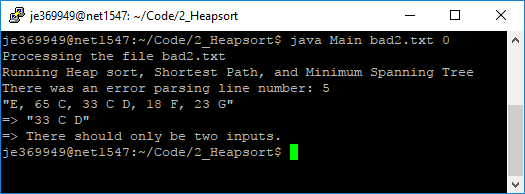 je369949@net1547:~/Code/2_Heapsort
je369949@net1547:~/Code/2_Heapsort$ java Main bad2.txt 0
Processing the file bad2.txt
Running Heap sort, Shortest Path, and Minimum Spanning Tree
There was an error parsing line number: 5
"E, 65 C, 33 C D, 18 F, 23 G"
=> "33 C D"
=> There should only be two inputs.
je369949@net1547:~/Code/2_Heapsort$